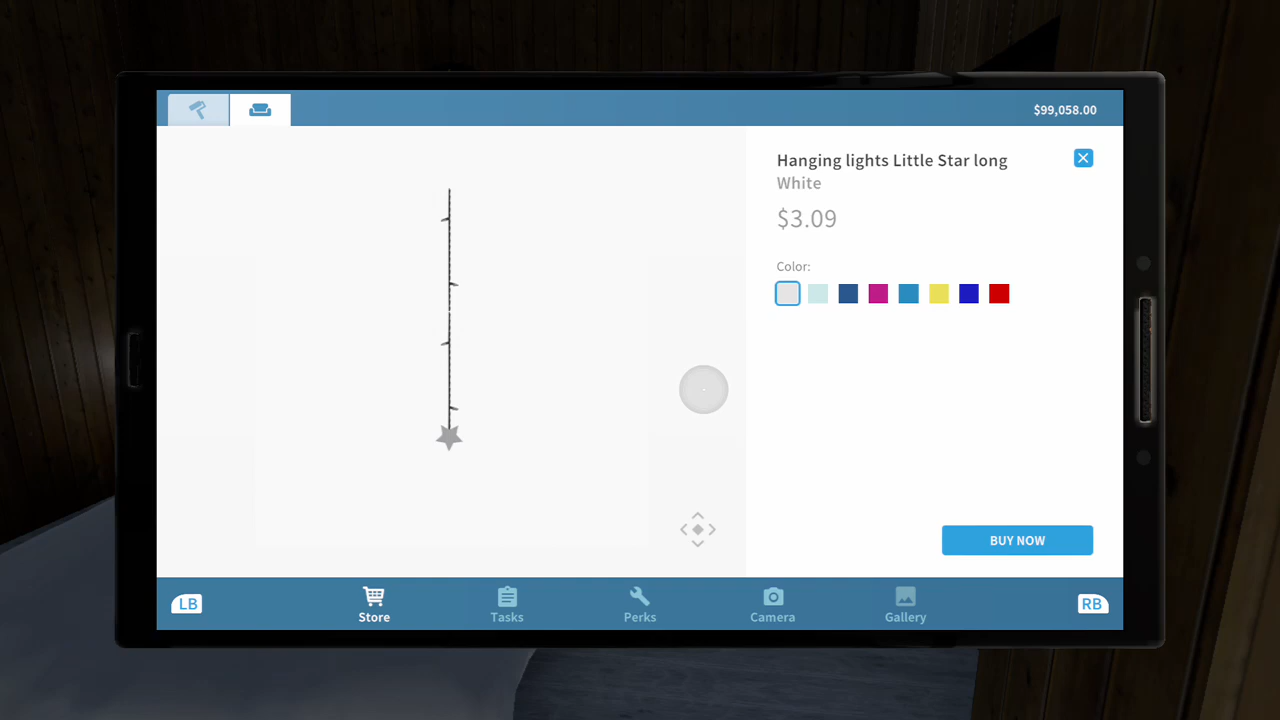 $99,058.00
Hanging lights Little Star long
White
$3.09
Color:
BUY NOW
LB
Store
Tasks
Perks
Camera
Gallery
RB